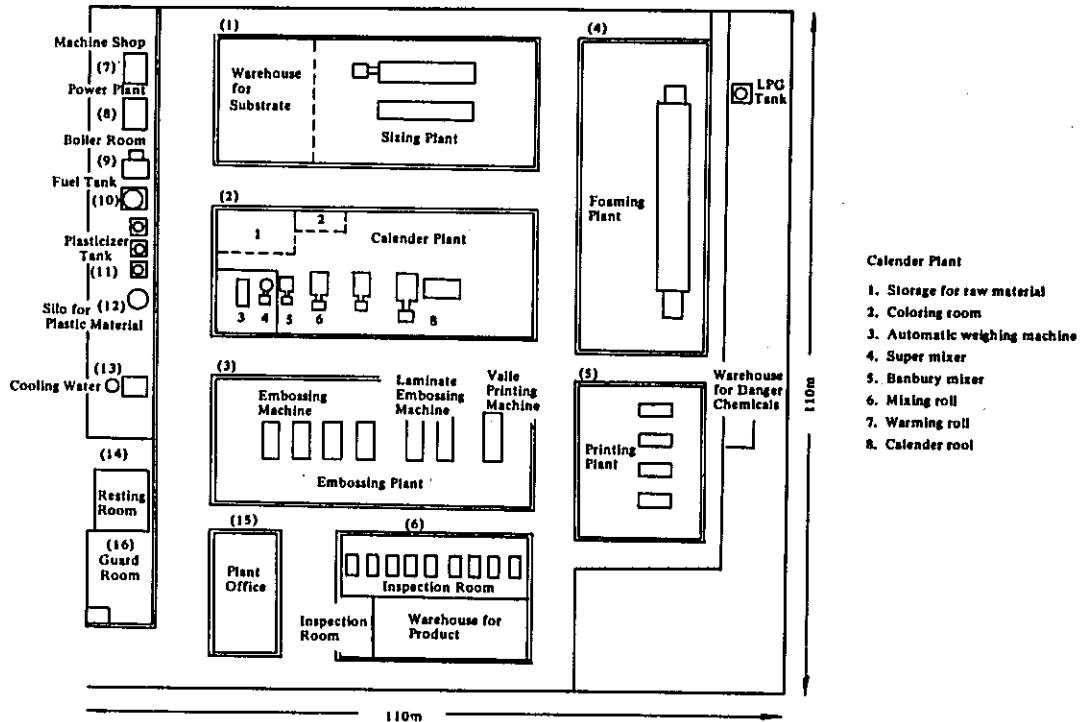 (1)
Warehouse
for
Substrate
Sizing Plant
(4)
Foaming
Plant
LPG
Tank
Machine Shop
(7)
Power Plant
(8)
Boiler Room
(9)
Fuel Tank
(10)
Plasticizer
Tank
(11)
Silo for (12)
Plastic Material
(13)
Cooling Water
(14)
Resting
Room
(16)
Guard
Room
(2)
1
2
Calender Plant
3
4
5
6
8
(3)
Embossing
Machine
Laminate
Embossing
Machine
Valle
Printing
Machine
Embossing Plant
(5)
Printing
Plant
Warehouse
for Danger
Chemicals
(15)
Plant
Office
(6)
Inspection Room
Inspection
Room
Warehouse for
Product
110m
110m
Calender Plant
1. Storage for raw material
2. Coloring room
3. Automatic weighing machine
4. Super mixer
5. Banbury mixer
6. Mixing roll
7. Warming roll
8. Calender rool